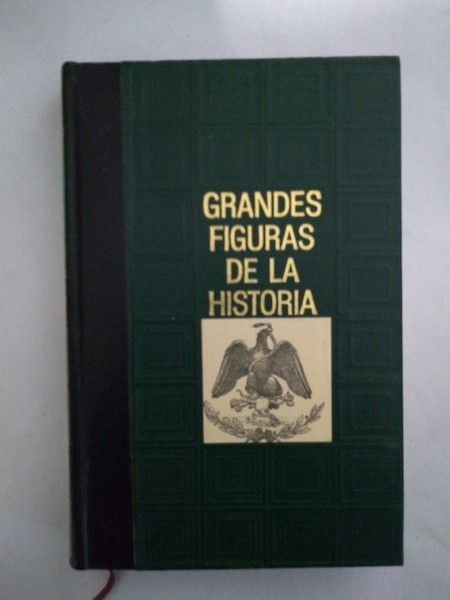 GRANDES
FIGURAS
DE LA
HISTORIA